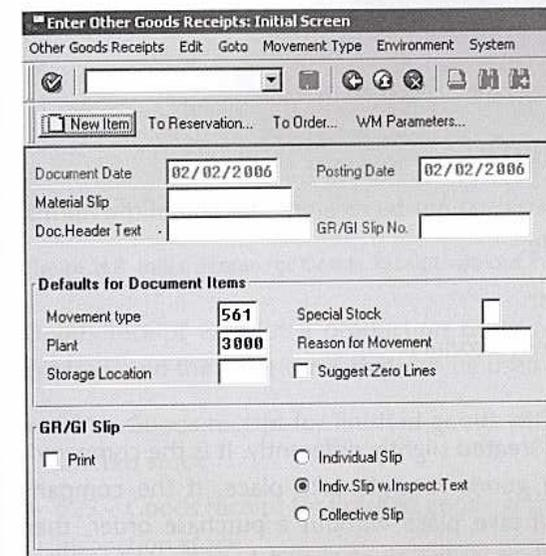 Enter Other Goods Receipts: Initial Screen
Other Goods Receipts Edit Goto Movement Type Environment System
New Item To Reservation... To Order... WM Parameters...
Document Date 02/02/2006 Posting Date 02/02/2006
Material Slip
Doc.Header Text GR/GI Slip No.
Defaults for Document Items
Movement type 561 Special Stock
Plant 3000 Reason for Movement
Storage Location Suggest Zero Lines
GR/GI Slip
Print Individual Slip
Indiv.Slip w.Inspect.Text
Collective Slip